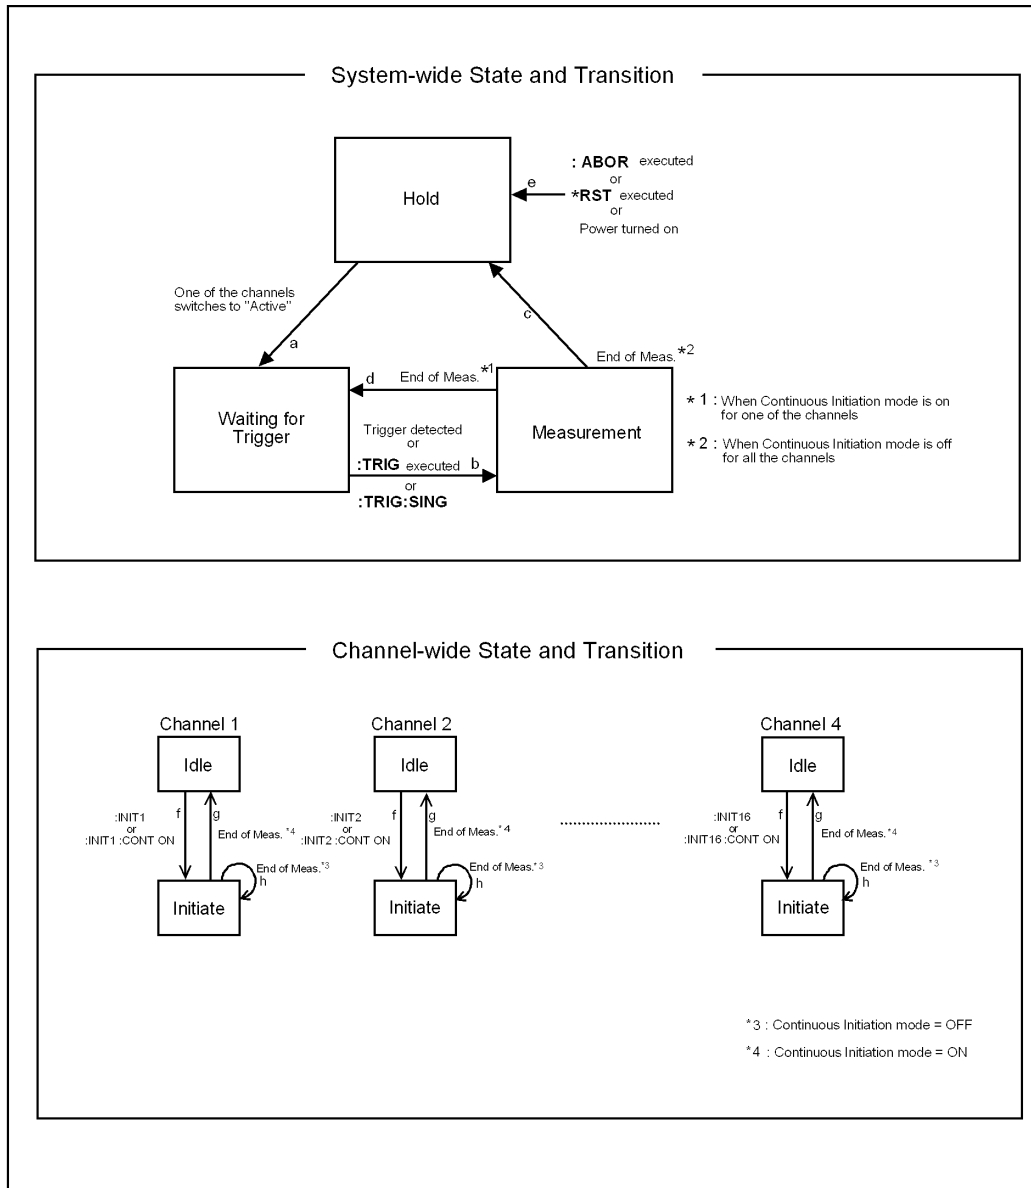 System-wide State and Transition
Hold
e
: ABOR executed
or
*RST executed
or
Power turned on
One of the channels
switches to "Active"
a
c
End of Meas.*2
d
End of Meas.*1
Waiting for
Trigger
Trigger detected
or
:TRIG executed
b
or
:TRIG:SING
Measurement
*1 : When Continuous Initiation mode is on
for one of the channels
*2 : When Continuous Initiation mode is off
for all the channels
Channel-wide State and Transition
Channel 1
Idle
:INIT1
or
:INIT1 :CONT ON
f
g
End of Meas.*4
End of Meas.*3
h
Initiate
Channel 2
Idle
:INIT2
or
:INIT2 :CONT ON
f
g
End of Meas.*4
End of Meas.*3
h
Initiate
Channel 4
Idle
:INIT16
or
:INIT16 :CONT ON
f
g
End of Meas.*4
End of Meas. *3
h
Initiate
*3 : Continuous Initiation mode = OFF
*4 : Continuous Initiation mode = ON